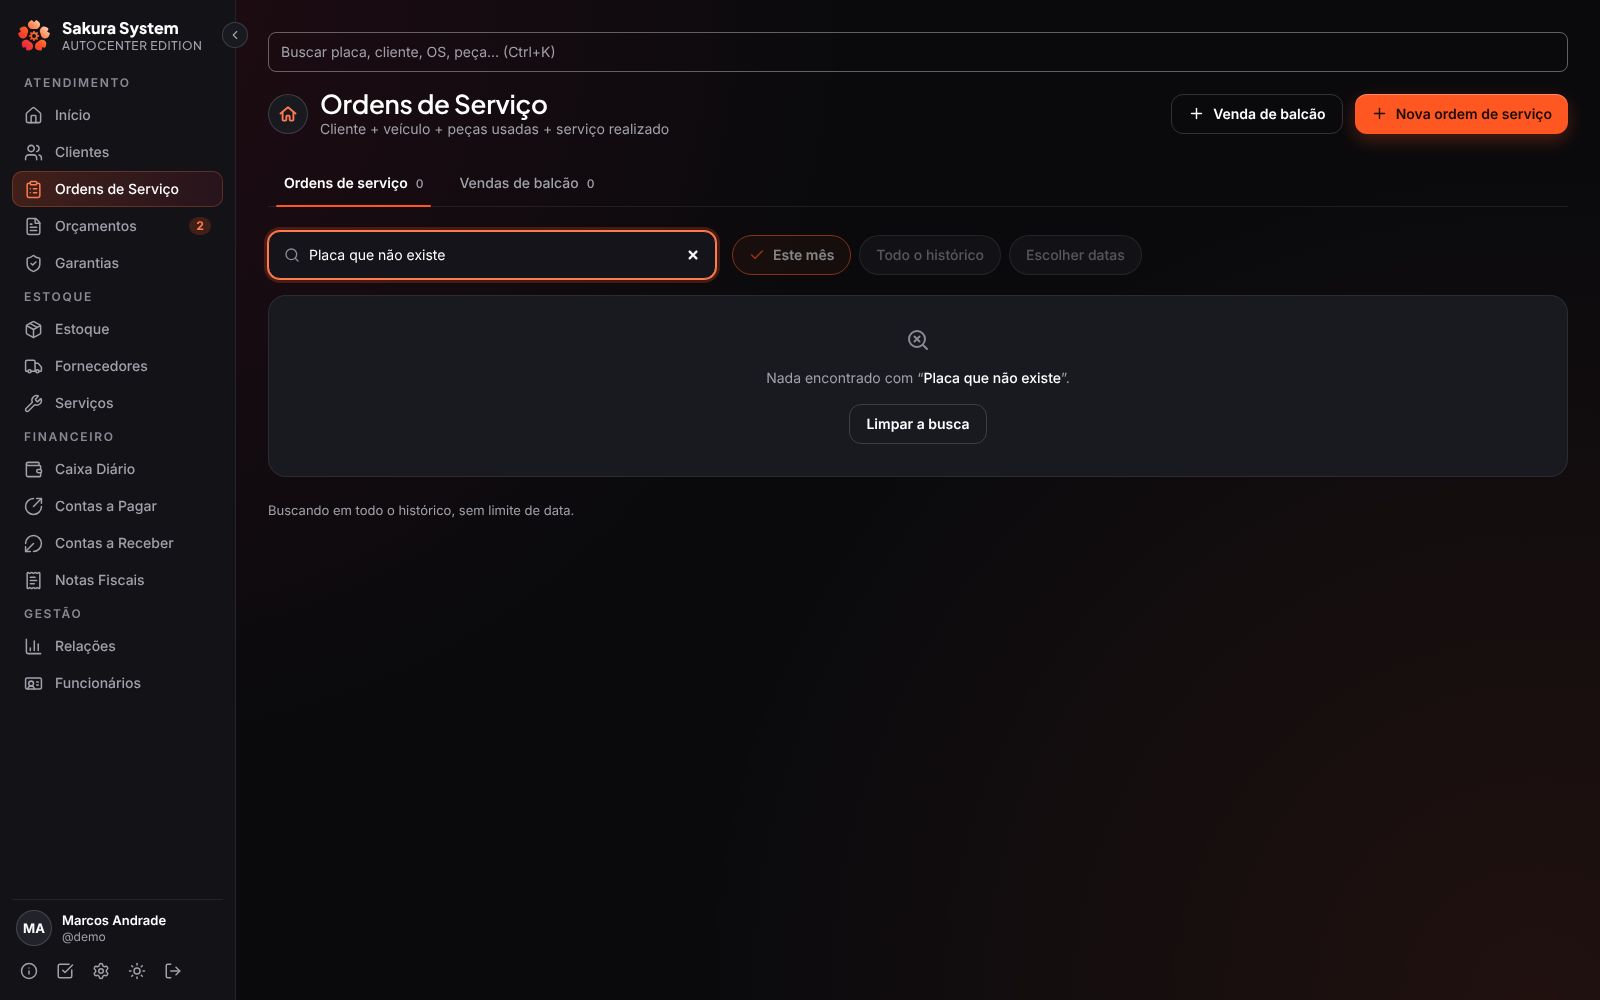 Sakura System
AUTOCENTER EDITION
ATENDIMENTO
Início
Clientes
Ordens de Serviço
Orçamentos 2
Garantias
ESTOQUE
Estoque
Fornecedores
Serviços
FINANCEIRO
Caixa Diário
Contas a Pagar
Contas a Receber
Notas Fiscais
GESTÃO
Relações
Funcionários
MA
Marcos Andrade
@demo
Buscar placa, cliente, OS, peça... (Ctrl+K)
Ordens de Serviço
Cliente + veículo + peças usadas + serviço realizado
Venda de balcão
Nova ordem de serviço
Ordens de serviço 0
Vendas de balcão 0
Placa que não existe
Este mês
Todo o histórico
Escolher datas
Nada encontrado com “Placa que não existe”.
Limpar a busca
Buscando em todo o histórico, sem limite de data.